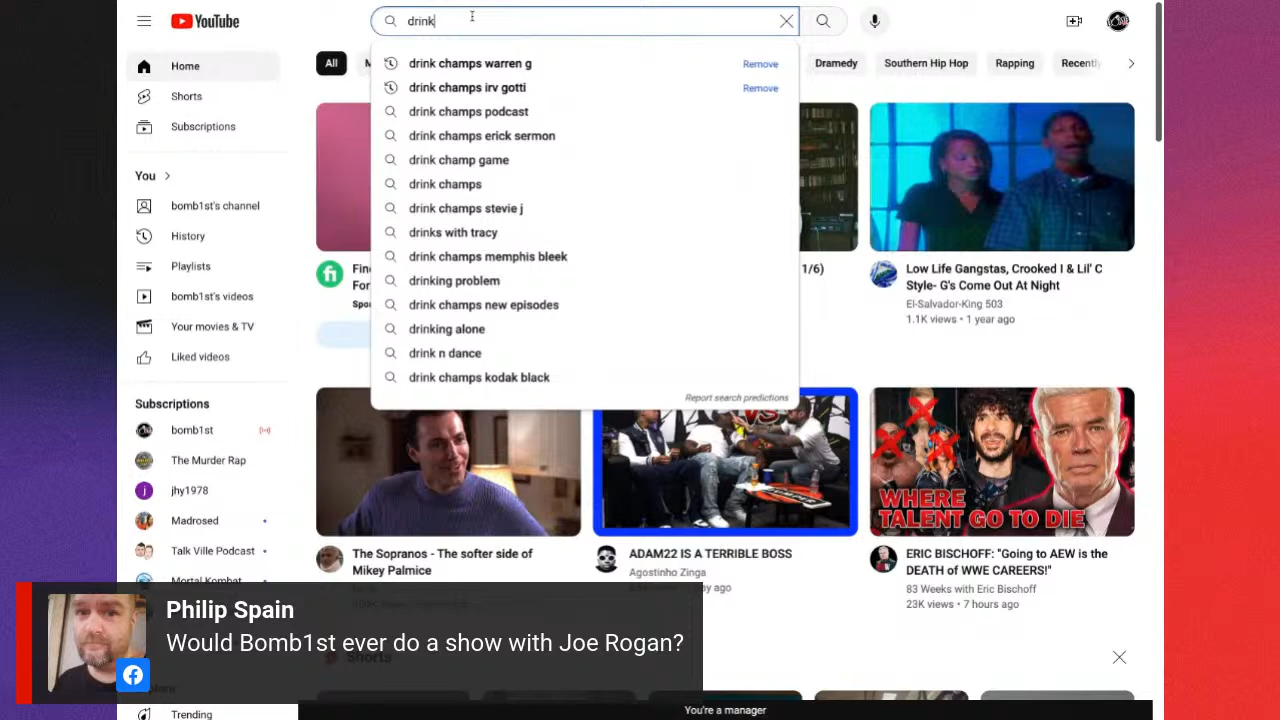 YouTube
drink
Home
Shorts
Subscriptions
You
bomb1st's channel
History
Playlists
bomb1st's videos
Your movies & TV
Liked videos
Subscriptions
bomb1st
The Murder Rap
jhy1978
Madrosed
Talk Ville Podcast
Mortal Kombat
Trending
All
Dramedy
Southern Hip Hop
Rapping
Recently
drink champs warren g
Remove
drink champs irv gotti
Remove
drink champs podcast
drink champs erick sermon
drink champ game
drink champs
drink champs stevie j
drinks with tracy
drink champs memphis bleek
drinking problem
drink champs new episodes
drinking alone
drink n dance
drink champs kodak black
Report search predictions
1/6)
Low Life Gangstas, Crooked I & Lil' C
Style- G's Come Out At Night
El-Salvador-King 503
1.1K views • 1 year ago
The Sopranos - The softer side of
Mikey Palmice
ADAM22 IS A TERRIBLE BOSS
Agostinho Zinga
WHERE
TALENT GO TO DIE
ERIC BISCHOFF: "Going to AEW is the
DEATH of WWE CAREERS!"
83 Weeks with Eric Bischoff
23K views • 7 hours ago
Shorts
Philip Spain
Would Bomb1st ever do a show with Joe Rogan?
You're a manager